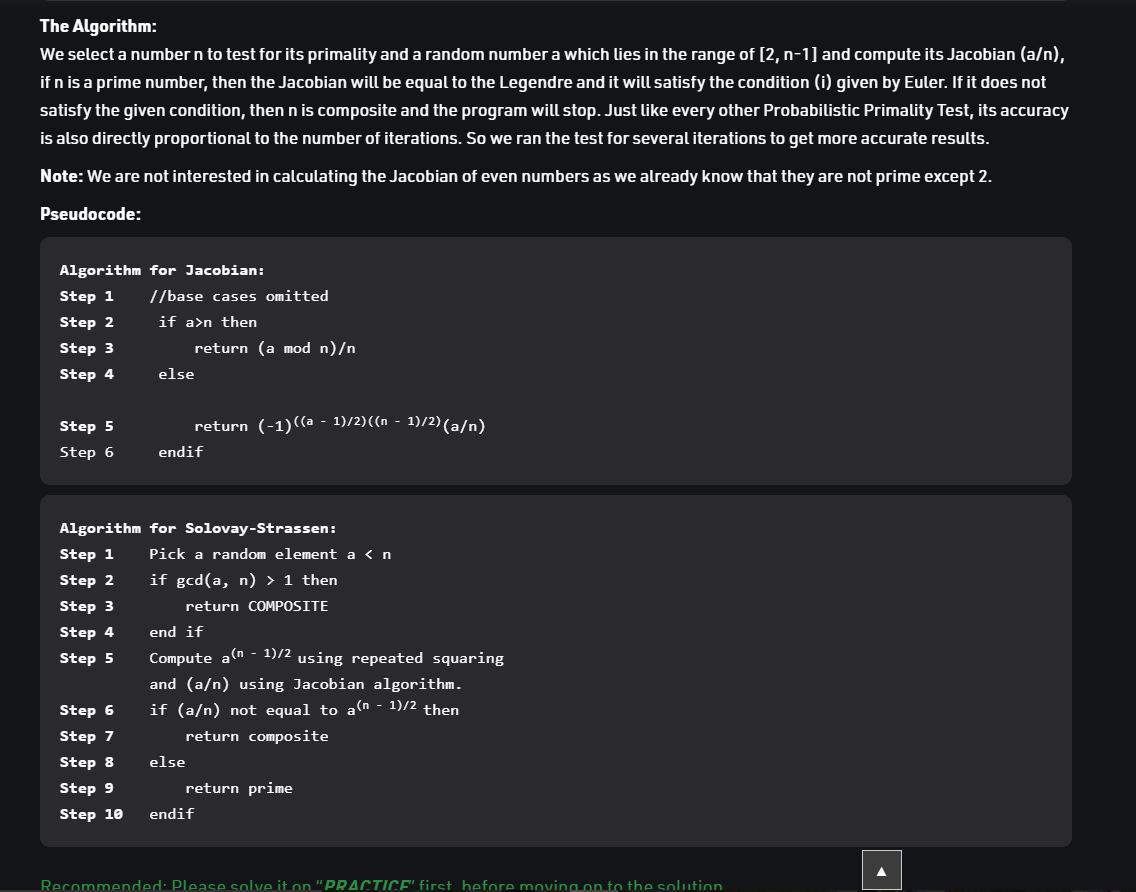 The Algorithm:
We select a number n to test for its primality and a random number a which lies in the range of [2, n-1] and compute its Jacobian (a/n),
if n is a prime number, then the Jacobian will be equal to the Legendre and it will satisfy the condition (i) given by Euler. If it does not
satisfy the given condition, then n is composite and the program will stop. Just like every other Probabilistic Primality Test, its accuracy
is also directly proportional to the number of iterations. So we ran the test for several iterations to get more accurate results.
Note: We are not interested in calculating the Jacobian of even numbers as we already know that they are not prime except 2.
Pseudocode:
Algorithm for Jacobian:
Step 1 //base cases omitted
Step 2 if a>n then
Step 3 return (a mod n)/n
Step 4 else
Step 5 return (-1)^((a - 1)/2)((n - 1)/2)(a/n)
Step 6 endif
Algorithm for Solovay-Strassen:
Step 1 Pick a random element a < n
Step 2 if gcd(a, n) > 1 then
Step 3 return COMPOSITE
Step 4 end if
Step 5 Compute a^(n - 1)/2 using repeated squaring
and (a/n) using Jacobian algorithm.
Step 6 if (a/n) not equal to a^(n - 1)/2 then
Step 7 return composite
Step 8 else
Step 9 return prime
Step 10 endif
Recommended: Please solve it on "PRACTICE" first, before moving on to the solution.